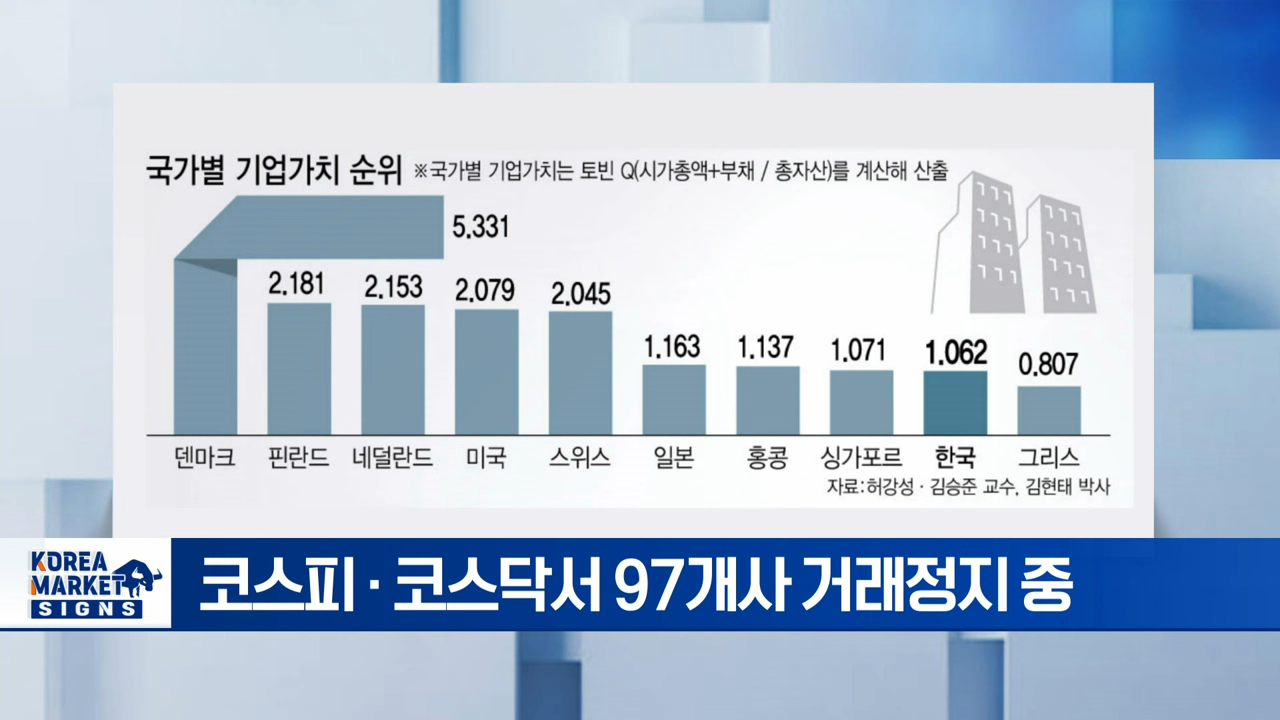 국가별 기업가치 순위 ※국가별 기업가치는 토빈 Q(시가총액+부채 / 총자산)를 계산해 산출
5.331
2.181 2.153 2.079 2.045 1.163 1.137 1.071 1.062 0.807
덴마크 핀란드 네덜란드 미국 스위스 일본 홍콩 싱가포르 한국 그리스
자료:허강성·김승준 교수, 김현태 박사
KOREA
MARKET
SIGNS
코스피·코스닥서 97개사 거래정지 중